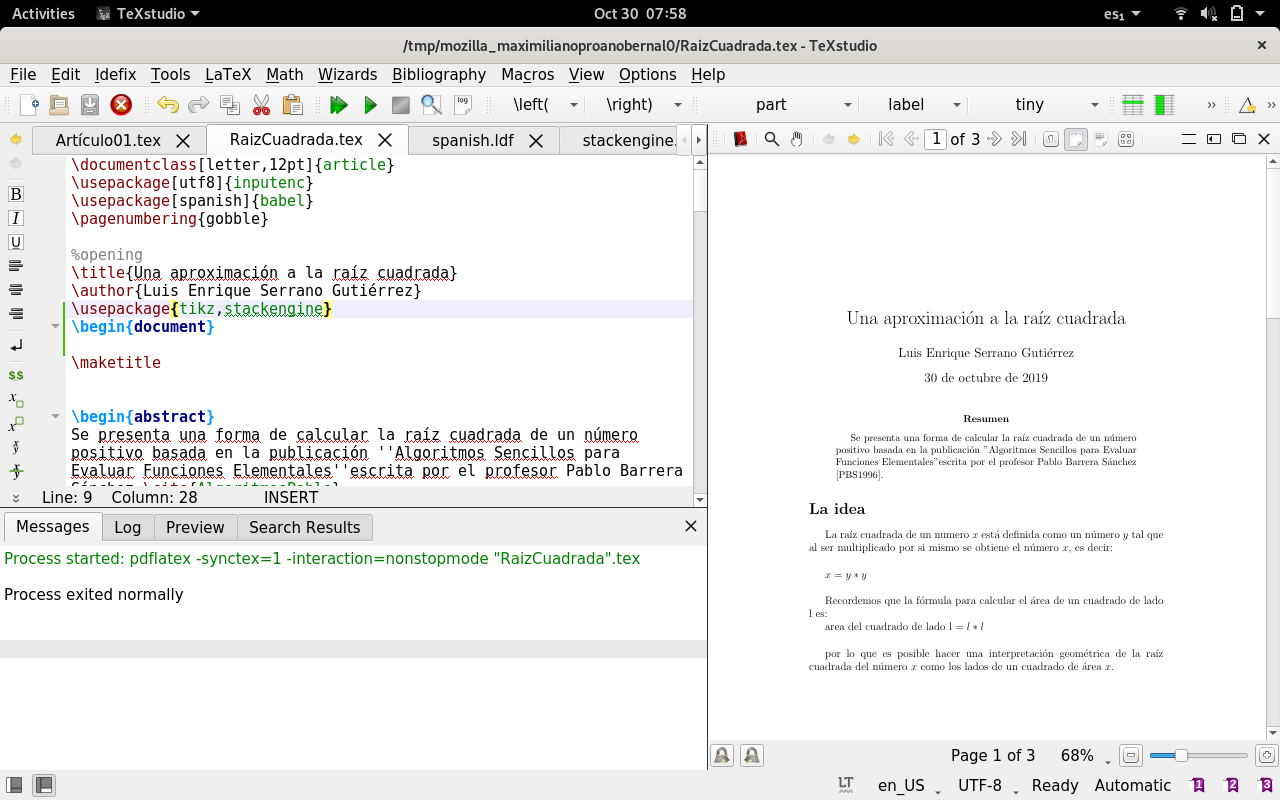 Activities TeXstudio Oct 30 07:58 es₁
/tmp/mozilla_maximilianoproanobernal0/RaizCuadrada.tex - TeXstudio
File Edit Idefix Tools LaTeX Math Wizards Bibliography Macros View Options Help
log \left( \right) part label tiny
Artículo01.tex RaizCuadrada.tex spanish.ldf stackengine.
1 of 3
\documentclass[letter,12pt]{article}
\usepackage[utf8]{inputenc}
\usepackage[spanish]{babel}
\pagenumbering{gobble}
%opening
\title{Una aproximación a la raíz cuadrada}
\author{Luis Enrique Serrano Gutiérrez}
\usepackage{tikz,stackengine}
\begin{document}
\maketitle
\begin{abstract}
Se presenta una forma de calcular la raíz cuadrada de un número
positivo basada en la publicación ''Algoritmos Sencillos para
Evaluar Funciones Elementales''escrita por el profesor Pablo Barrera
Sánchez \cite{AlgoritmosPablo}
Line: 9 Column: 28 INSERT
Messages Log Preview Search Results
Process started: pdflatex -synctex=1 -interaction=nonstopmode "RaizCuadrada".tex
Process exited normally
Una aproximación a la raíz cuadrada
Luis Enrique Serrano Gutiérrez
30 de octubre de 2019
Resumen
Se presenta una forma de calcular la raíz cuadrada de un número
positivo basada en la publicación "Algoritmos Sencillos para Evaluar
Funciones Elementales"escrita por el profesor Pablo Barrera Sánchez
[PBS1996].
La idea
La raíz cuadrada de un numero x está definida como un número y tal que
al ser multiplicado por si mismo se obtiene el número x, es decir:
x = y ∗ y
Recordemos que la fórmula para calcular el área de un cuadrado de lado
l es:
area del cuadrado de lado l = l ∗ l
por lo que es posible hacer una interpretación geométrica de la raíz
cuadrada del número x como los lados de un cuadrado de área x.
Page 1 of 3 68%
LT en_US UTF-8 Ready Automatic 1 2 3